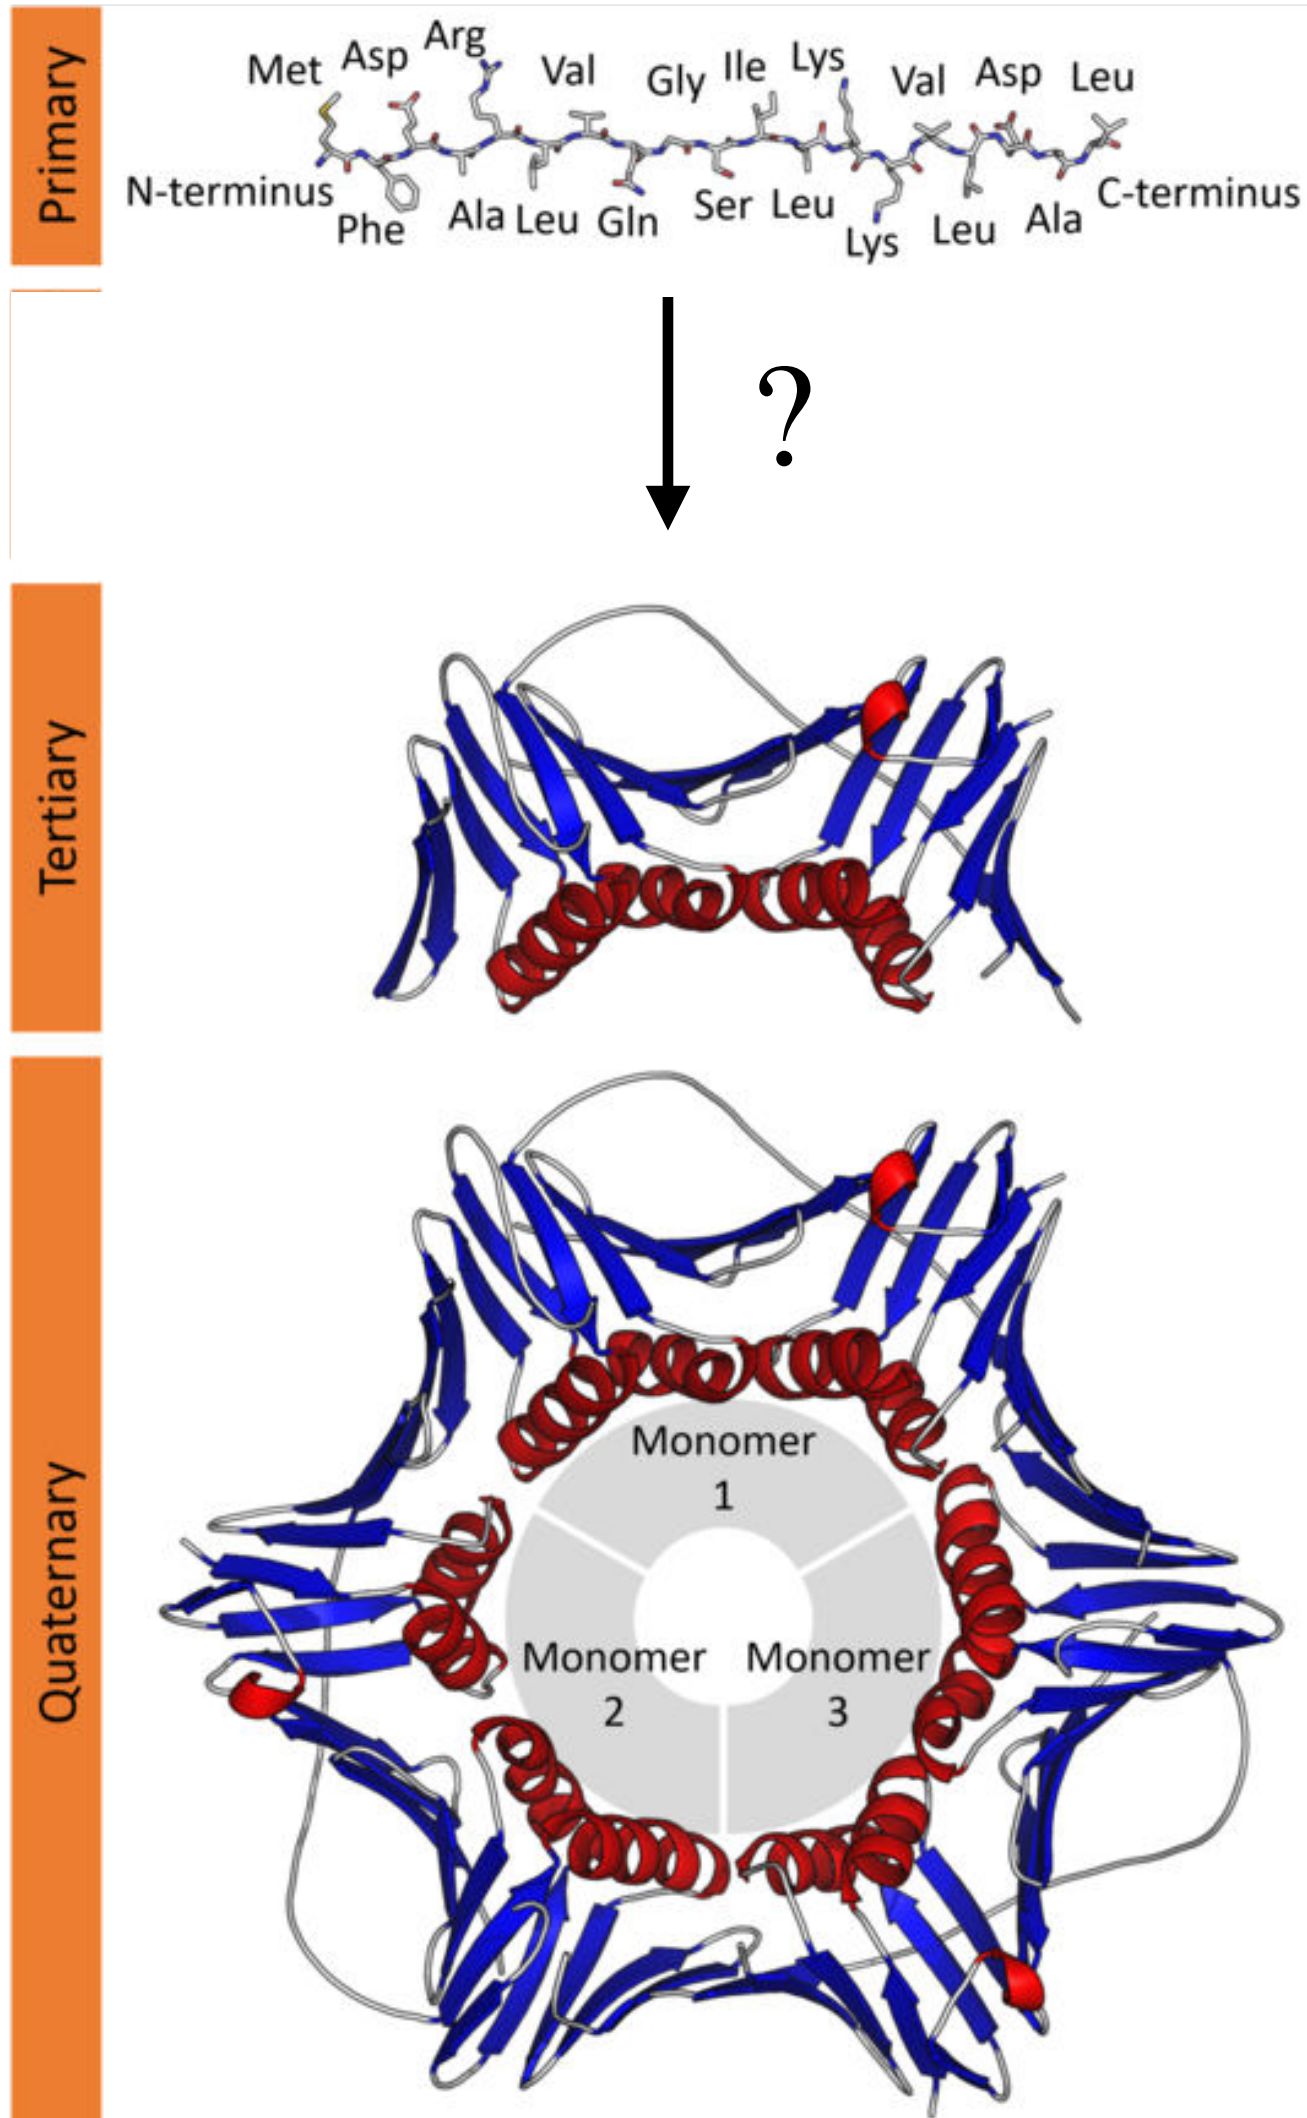 Primary
Met Asp Arg Val Gly Ile Lys Val Asp Leu
N-terminus C-terminus
Phe Ala Leu Gln Ser Leu Lys Leu Ala
?
Tertiary
Quaternary
Monomer
1
Monomer
2
Monomer
3